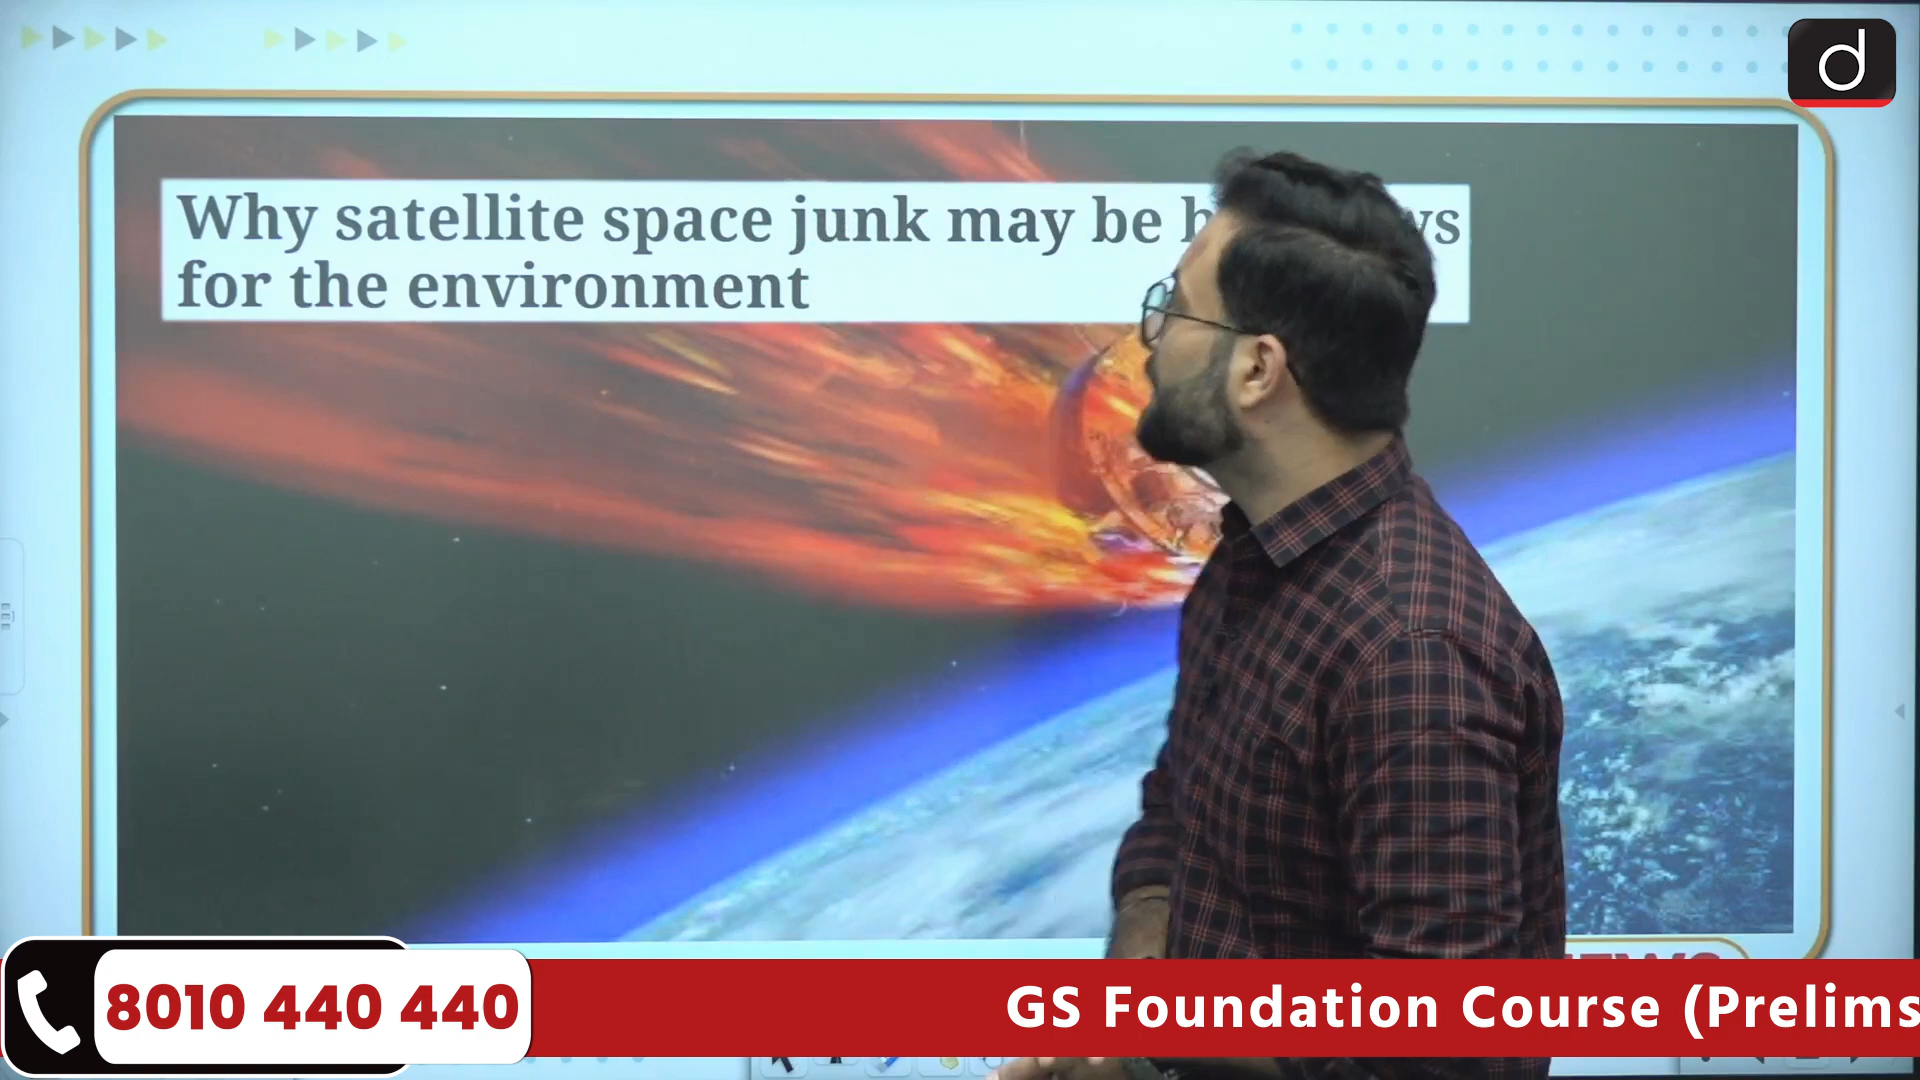 d
Why satellite space junk may be
for the environment
8010 440 440
GS Foundation Course (Prelims